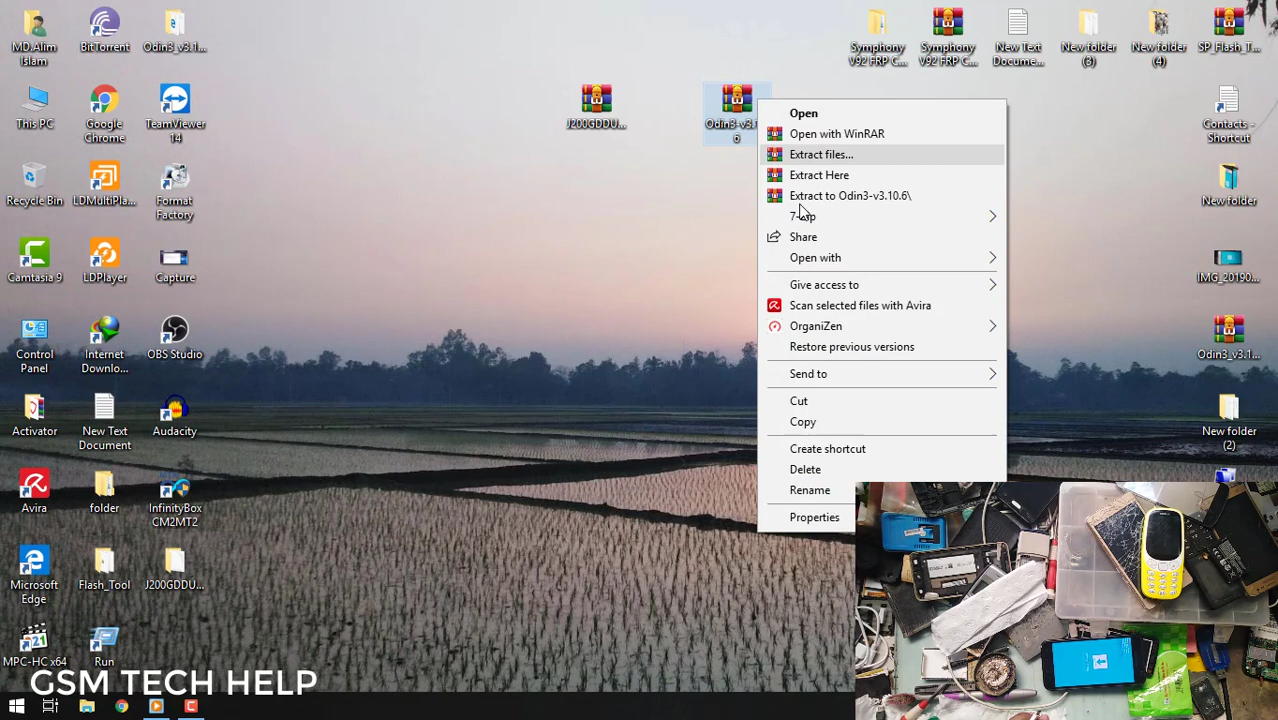 MD.Alim
Islam
BitTorrent
Odin3_v3.1...
Symphony
V92 FRP C...
Symphony
V92 FRP C...
New Text
Docume...
New folder
(3)
New folder
(4)
SP_Flash_T...
This PC
Google
Chrome
TeamViewer
14
J200GDDU...
Odin3-v3.1
6
Contacts -
Shortcut
Recycle Bin
LDMultiPla...
Format
Factory
New folder
Camtasia 9
LDPlayer
Capture
IMG_20190...
Control
Panel
Internet
Downlo...
OBS Studio
Odin3_v3.1...
Activator
New Text
Document
Audacity
New folder
(2)
Avira
folder
InfinityBox
CM2MT2
Microsoft
Edge
Flash_Tool
J200GDDU...
MPC-HC x64
Run
Open
Open with WinRAR
Extract files...
Extract Here
Extract to Odin3-v3.10.6\
Share
Open with
Give access to
Scan selected files with Avira
OrganiZen
Restore previous versions
Send to
Cut
Copy
Create shortcut
Delete
Rename
Properties
GSM TECH HELP